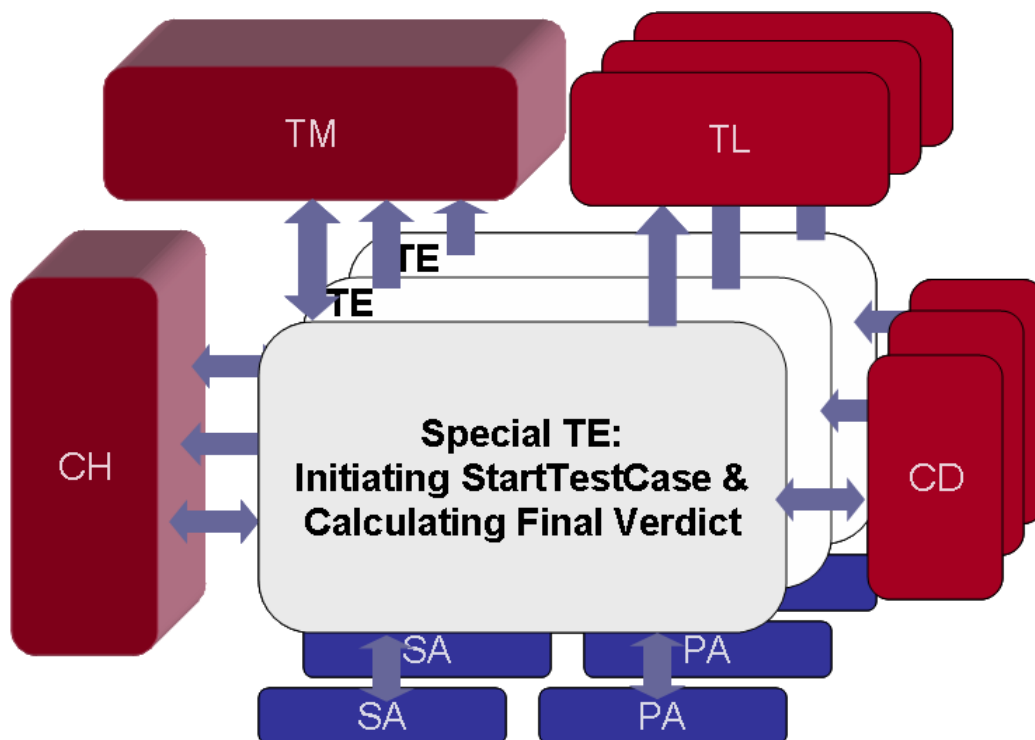 TM
TL
TE
TE
Special TE:
Initiating StartTestCase &
Calculating Final Verdict
CH
CD
SA
PA
SA
PA